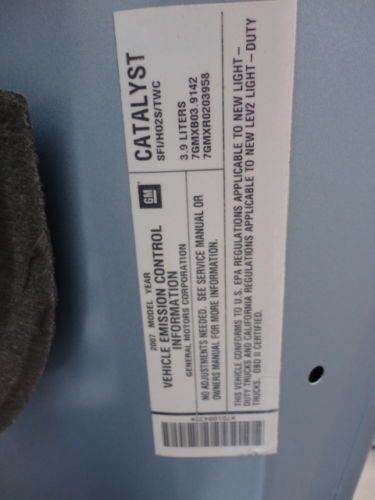 2007 MODEL YEAR
VEHICLE EMISSION CONTROL
INFORMATION
GENERAL MOTORS CORPORATION
GM
CATALYST
SFI/HO2S/TWC
3.9 LITERS
7GMXB03.9142
7GMXR0203958
NO ADJUSTMENTS NEEDED. SEE SERVICE MANUAL OR
OWNERS MANUAL FOR MORE INFORMATION.
THIS VEHICLE CONFORMS TO U.S. EPA REGULATIONS APPLICABLE TO NEW LIGHT-
DUTY TRUCKS AND CALIFORNIA REGULATIONS APPLICABLE TO NEW LEV2 LIGHT-DUTY
TRUCKS. OBD II CERTIFIED.